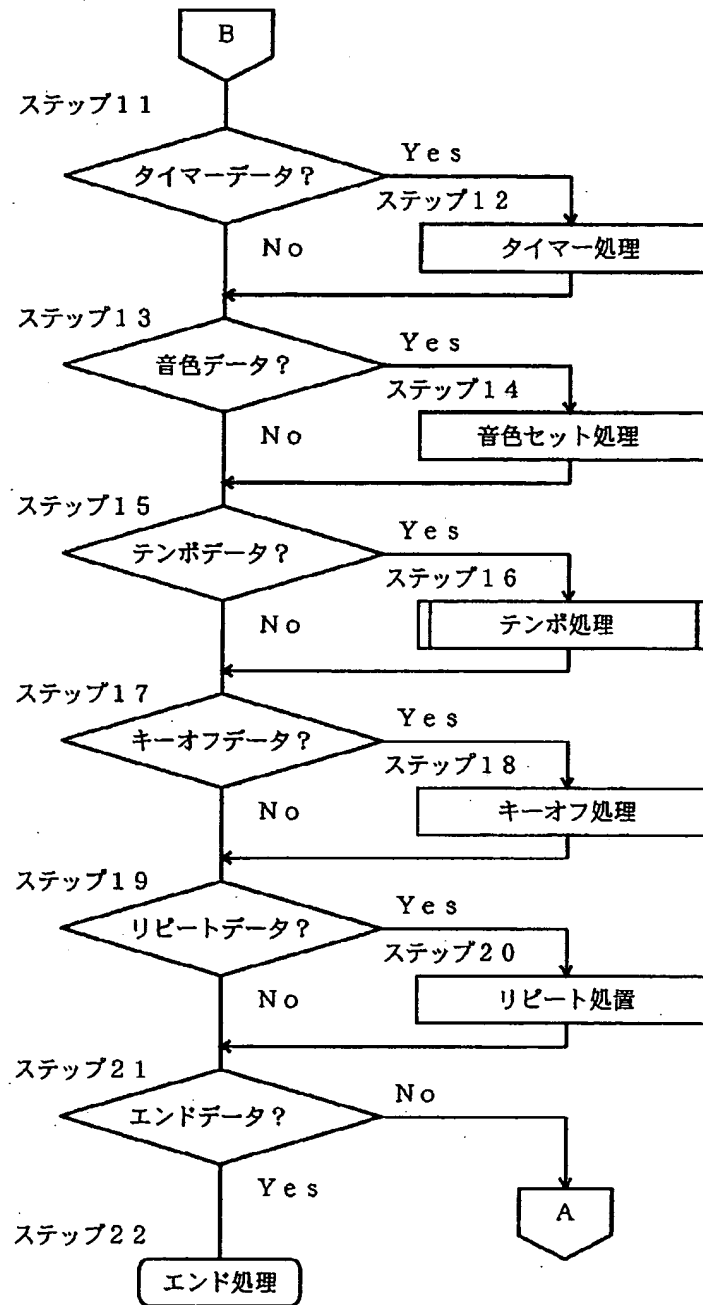 B
ステップ11
タイマーデータ？
Yes
ステップ12
タイマー処理
No
ステップ13
音色データ？
Yes
ステップ14
音色セット処理
No
ステップ15
テンポデータ？
Yes
ステップ16
テンポ処理
No
ステップ17
キーオフデータ？
Yes
ステップ18
キーオフ処理
No
ステップ19
リピートデータ？
Yes
ステップ20
リピート処置
No
ステップ21
エンドデータ？
No
A
Yes
ステップ22
エンド処理